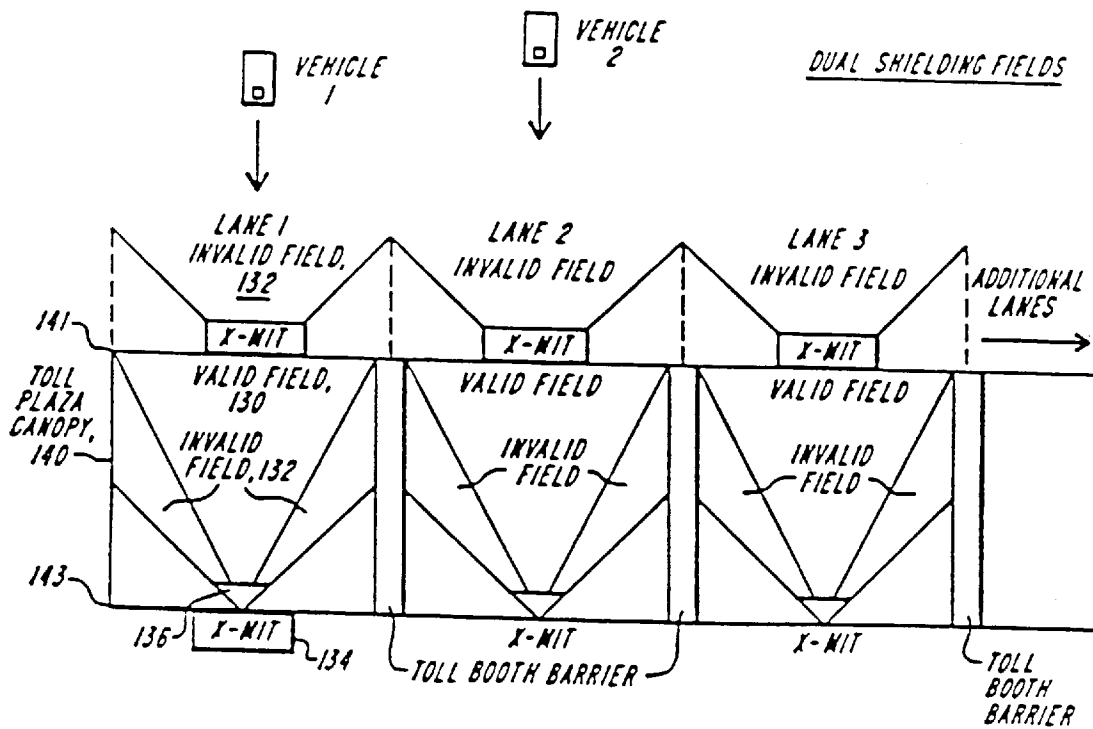 VEHICLE
1
VEHICLE
2
DUAL SHIELDING FIELDS
LANE 1
INVALID FIELD,
132
LANE 2
INVALID FIELD
LANE 3
INVALID FIELD
ADDITIONAL
LANES
141
X-MIT
X-MIT
X-MIT
TOLL
PLAZA
CANOPY,
140
VALID FIELD,
130
VALID FIELD
VALID FIELD
INVALID
FIELD,132
INVALID
FIELD
INVALID
FIELD
143
136
X-MIT
134
X-MIT
X-MIT
TOLL BOOTH BARRIER
TOLL
BOOTH
BARRIER